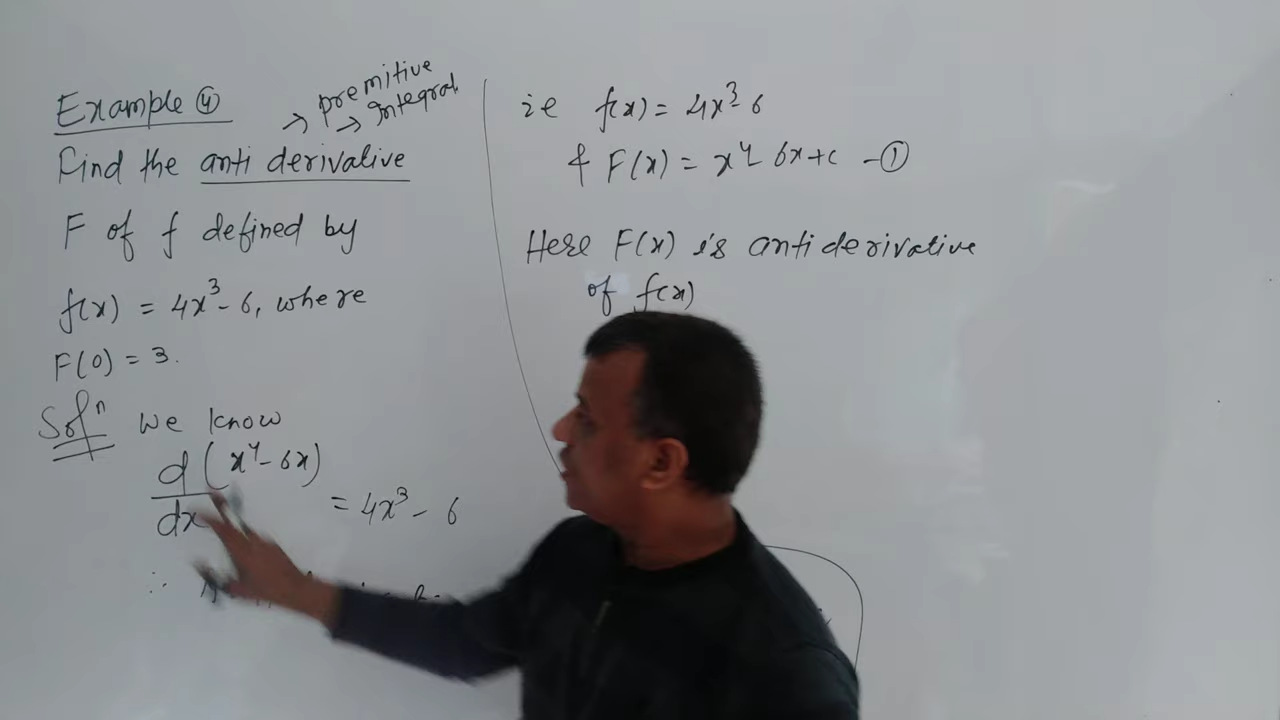 Example ④
→ premitive
→ Integral
Find the anti derivative
F of f defined by
f(x) = 4x³ - 6, where
F(0) = 3.
Solⁿ we know
d/dx (x⁴ - 6x) = 4x³ - 6
∴
ie f(x) = 4x³- 6
& F(x) = x⁴- 6x+c -①
Here F(x) is anti derivative
of f(x)